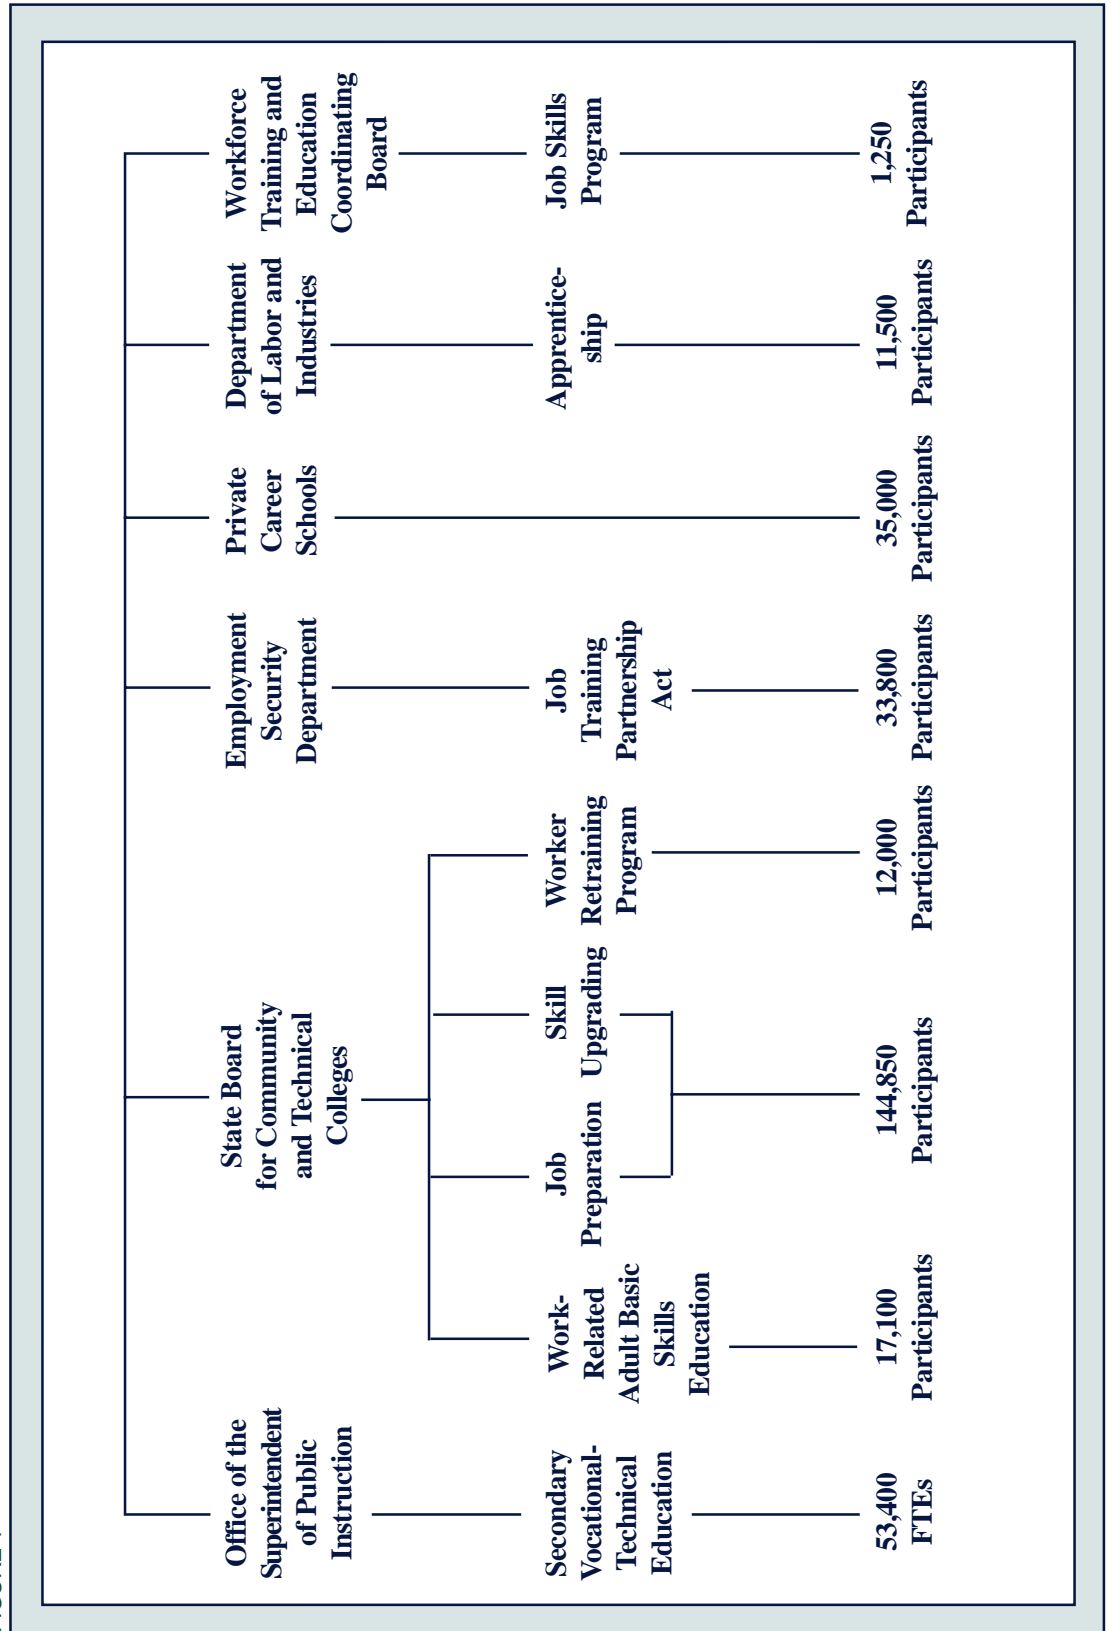 Office of the
Superintendent
of Public
Instruction
State Board
for Community
and Technical
Colleges
Employment
Security
Department
Private
Career
Schools
Department
of Labor and
Industries
Workforce
Training and
Education
Coordinating
Board
Secondary
Vocational-
Technical
Education
Work-
Related
Adult Basic
Skills
Education
Job
Preparation
Skill
Upgrading
Worker
Retraining
Program
Job
Training
Partnership
Act
Apprentice-
ship
Job Skills
Program
53,400
FTEs
17,100
Participants
144,850
Participants
12,000
Participants
33,800
Participants
35,000
Participants
11,500
Participants
1,250
Participants